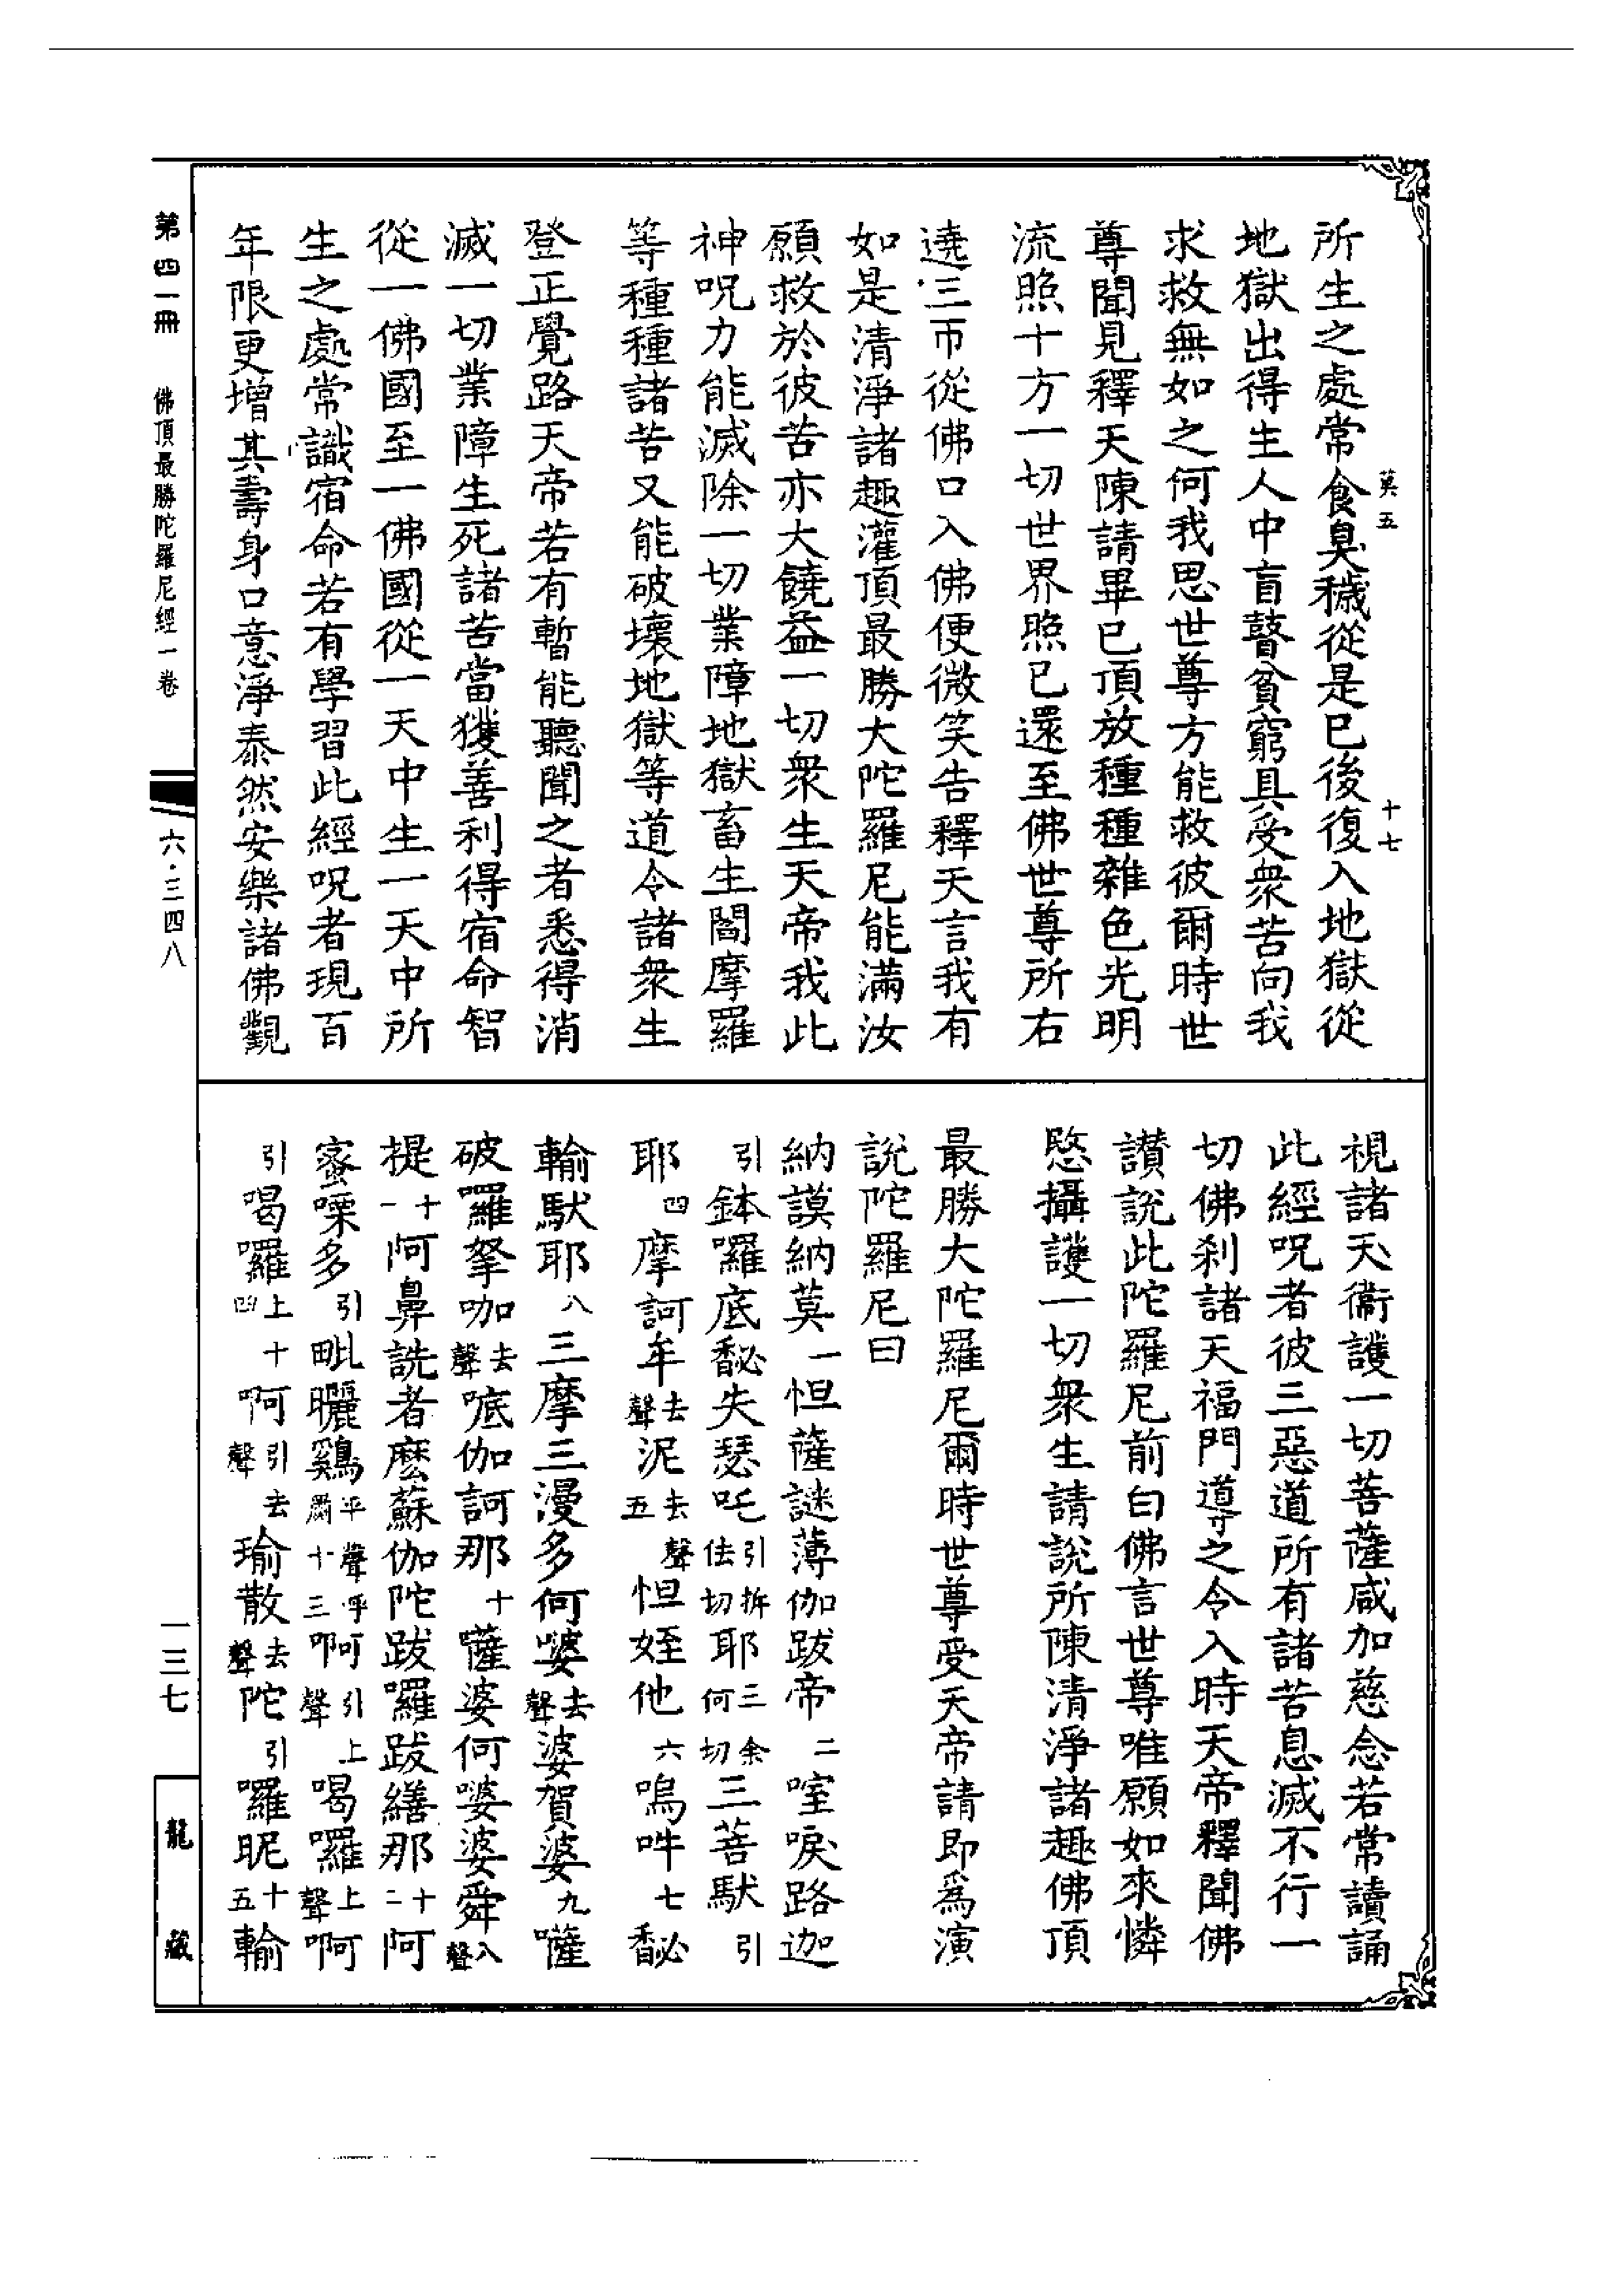 所生之處常食臭穢從是已後復入地獄從
莫五
十七
地獄出得生人中盲瞽貧窮具受衆苦向我
求救無如之何我思世尊方能救彼爾時世
尊聞見釋天陳請畢已頂放種種雜色光明
流照十方一切世界照已還至佛世尊所右
遶三帀從佛口入佛便微笑告釋天言我有
如是清淨諸趣灌頂最勝大陀羅尼能滿汝
願救於彼苦亦大饒益一切衆生天帝我此
神呪力能滅除一切業障地獄畜生閻摩羅
等種種諸苦又能破壞地獄等道令諸衆生
登正覺路天帝若有暫能聽聞之者悉得消
滅一切業障生死諸苦當獲善利得宿命智
從一佛國至一佛國從一天中生一天中所
生之處常識宿命若有學習此經呪者現百
年限更增其壽身口意淨泰然安樂諸佛觀
視諸天衞護一切菩薩咸加慈念若常讀誦
此經呪者彼三惡道所有諸苦息滅不行一
切佛刹諸天福門導之令入時天帝釋聞佛
讃說此陀羅尼前白佛言世尊唯願如來憐
愍攝護一切衆生請說所陳清淨諸趣佛頂
最勝大陀羅尼爾時世尊受天帝請即爲演
說陀羅尼曰
納謨納莫一怛薩謎薄伽跋帝二㗌唳路迦
引鉢囉底馝失瑟吒引拆佉切耶三余何切三菩馱引
耶四摩訶牟去聲泥去五聲怛姪他六嗚吽七馝
輸馱耶八三摩三漫多何婆去聲婆賀婆九囄
破囉拏咖去聲㕳伽訶那十囄婆何婆婆舜入聲
提十一阿鼻詵者麽蘇伽陀跋囉跋繕那十二阿
蜜㗚多引毗曬鷄平聲呼罽十三啊引聲上喝囉上聲啊
引喝囉上十四啊引去聲瑜散去聲陀引囉昵十五輸
第四一冊
佛頂最勝陀羅尼經一卷
六·三四八
一三七
龍藏